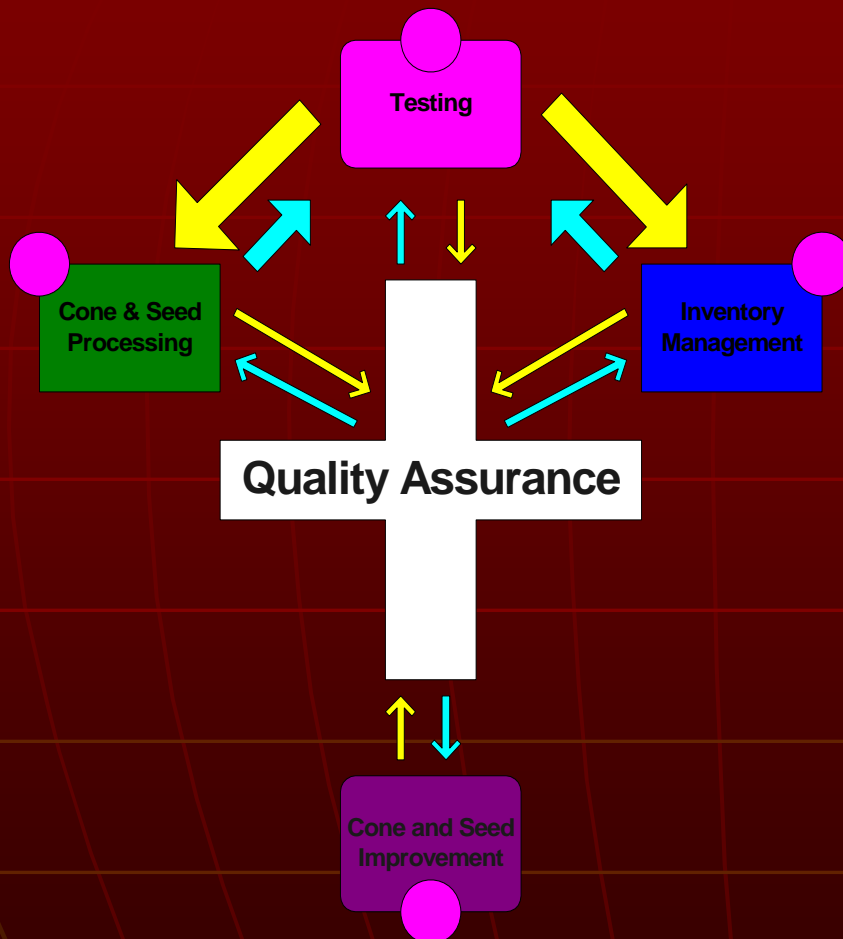 Testing
Cone & Seed
Processing
Inventory
Management
Quality Assurance
Cone and Seed
Improvement